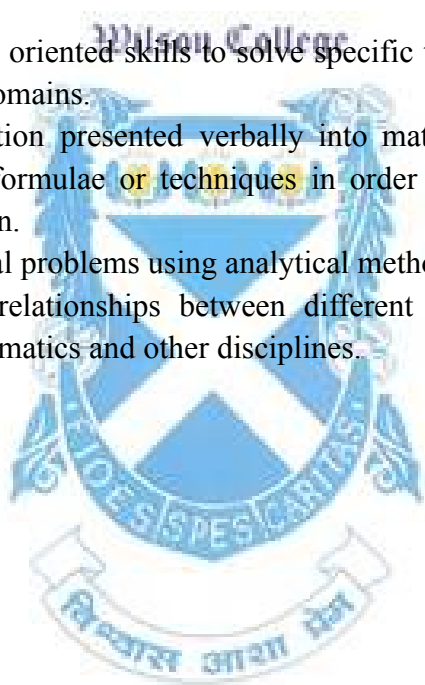 Wilson College
oriented skills to solve specific
omains.
tion presented verbally into mat
formulae or techniques in order
n.
al problems using analytical metho
relationships between different
matics and other disciplines.
FIDES SPES CARITAS
विश्वास आशा प्रेम